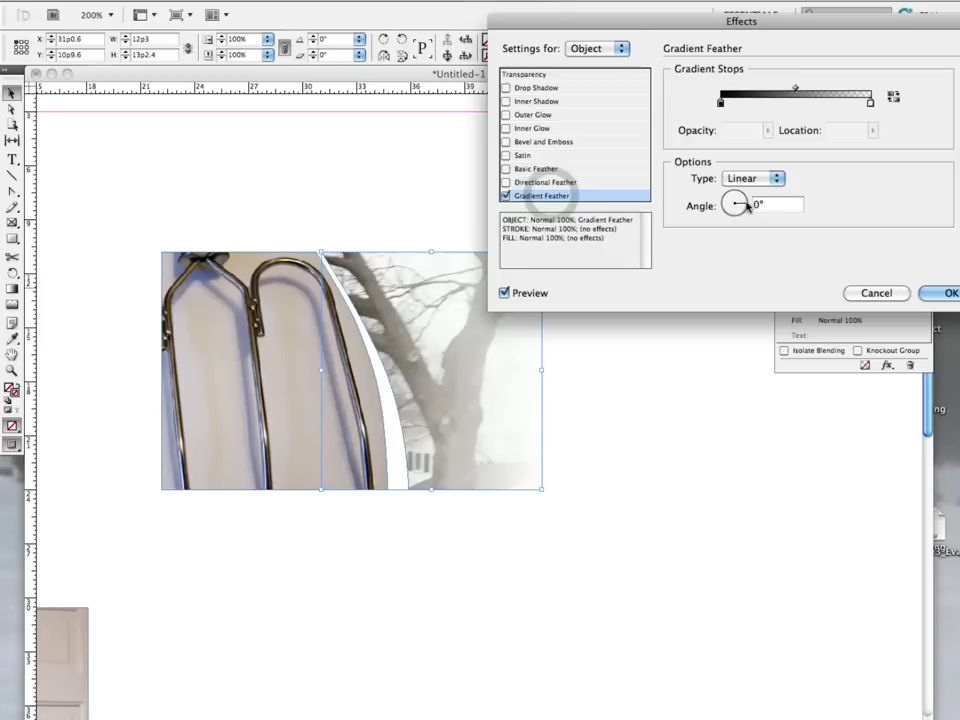 200%
Effects
X: 31p0.6
Y: 10p9.6
W: 12p3
H: 13p2.4
100%
100%
0°
0°
P
*Untitled-1
18
21
24
27
30
33
36
39
Settings for: Object
Gradient Feather
Transparency
Drop Shadow
Inner Shadow
Outer Glow
Inner Glow
Bevel and Emboss
Satin
Basic Feather
Directional Feather
Gradient Feather
Gradient Stops
Opacity:
Location:
Options
Type: Linear
Angle: 0°
OBJECT: Normal 100%; Gradient Feather
STROKE: Normal 100%; (no effects)
FILL: Normal 100%; (no effects)
Preview
Cancel
OK
Fill: Normal 100%
Text:
Isolate Blending
Knockout Group
fx.